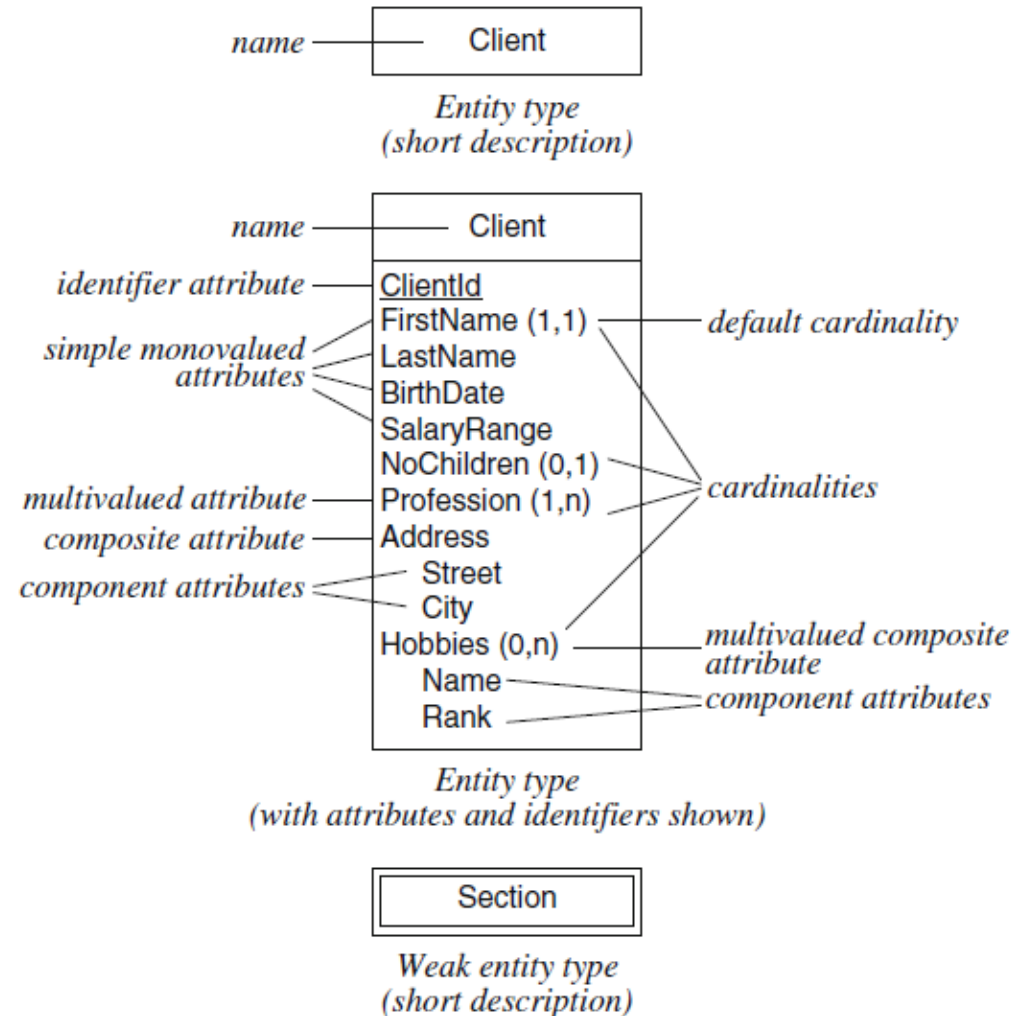 name Client
Entity type
(short description)
name Client
identifier attribute ClientId
FirstName (1,1) default cardinality
simple monovalued
attributes
LastName
BirthDate
SalaryRange
NoChildren (0,1)
cardinalities
multivalued attribute Profession (1,n)
composite attribute Address
component attributes
Street
City
Hobbies (0,n) multivalued composite
attribute
Name
component attributes
Rank
Entity type
(with attributes and identifiers shown)
Section
Weak entity type
(short description)